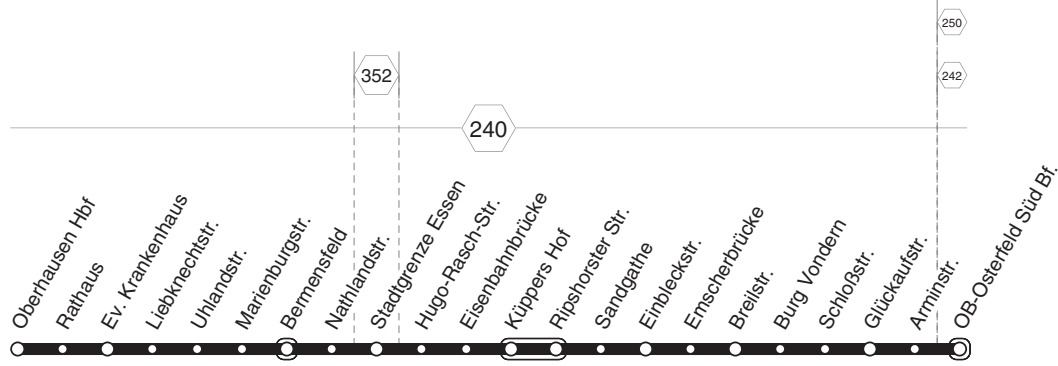 250
242
352
240
Oberhausen Hbf
Rathaus
Ev. Krankenhaus
Liebknechtstr.
Uhlandstr.
Marienburgstr.
Bermensfeld
Nathlandstr.
Stadtgrenze Essen
Hugo-Rasch-Str.
Eisenbahnbrücke
Küppers Hof
Ripshorster Str.
Sandgathe
Einbleckstr.
Emscherbrücke
Breilstr.
Burg Vondern
Schloßstr.
Glückaufstr.
Arminstr.
OB-Osterfeld Süd Bf.